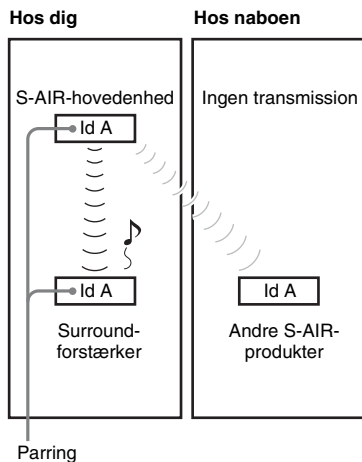 Hos dig
Hos naboen
S-AIR-hovedenhed
Id A
Ingen transmission
Id A
Surround-
forstærker
Id A
Andre S-AIR-
produkter
Parring